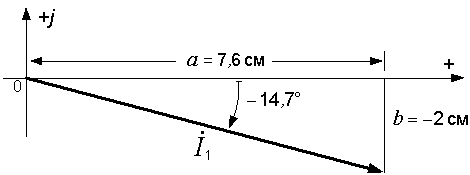 +j
a = 7,6 см
+
0
−14,7°
b = −2 см
İ₁